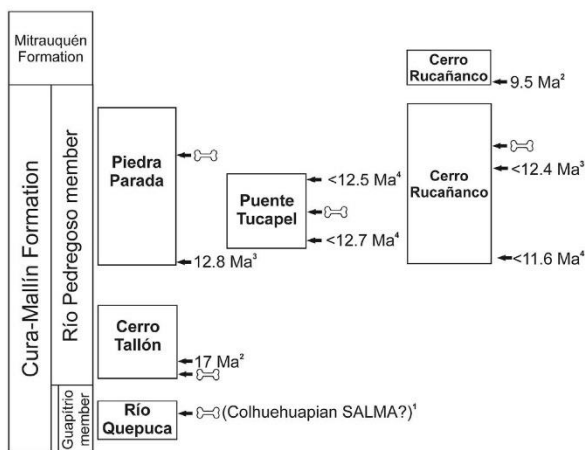 Mitrauquén
Formation
Cura-Mallín Formation
Río Pedregoso member
Guapitrio
member
Piedra
Parada
12.8 Ma³
Cerro
Tallón
17 Ma²
Río
Quepuca
(Colhuehuapian SALMA?)¹
Puente
Tucapel
<12.5 Ma⁴
<12.7 Ma⁴
Cerro
Rucañanco
9.5 Ma²
Cerro
Rucañanco
<12.4 Ma³
<11.6 Ma⁴